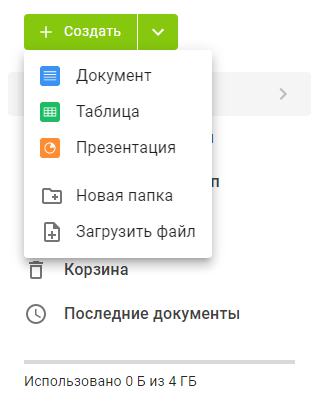 Создать
Документ
Таблица
Презентация
Новая папка
Загрузить файл
Корзина
Последние документы
Использовано 0 Б из 4 ГБ